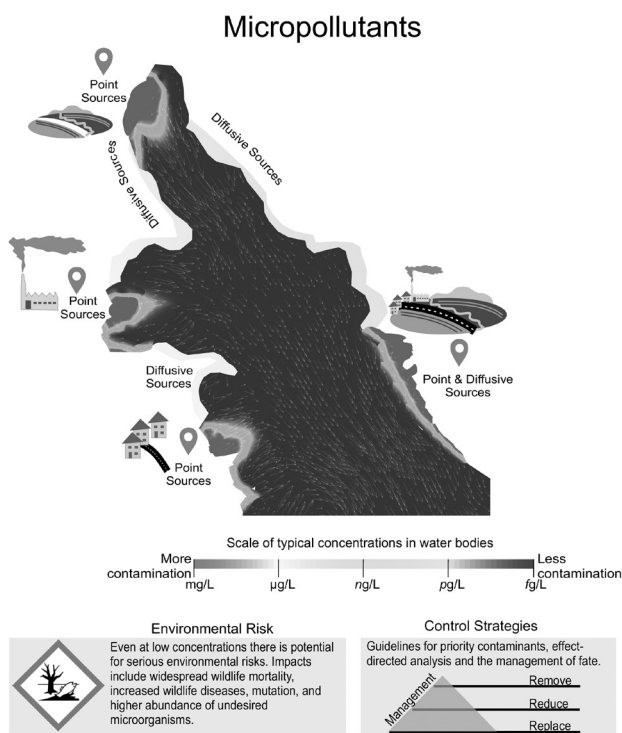 Micropollutants
Point
Sources
Diffusive Sources
Diffusive Sources
Point
Sources
Diffusive
Sources
Point & Diffusive
Sources
Point
Sources
Scale of typical concentrations in water bodies
More
contamination
Less
contamination
mg/L
µg/L
ng/L
pg/L
fg/L
Environmental Risk
Even at low concentrations there is potential
for serious environmental risks. Impacts
include widespread wildlife mortality,
increased wildlife diseases, mutation, and
higher abundance of undesired
microorganisms.
Control Strategies
Guidelines for priority contaminants, effect-
directed analysis and the management of fate.
Management
Remove
Reduce
Replace